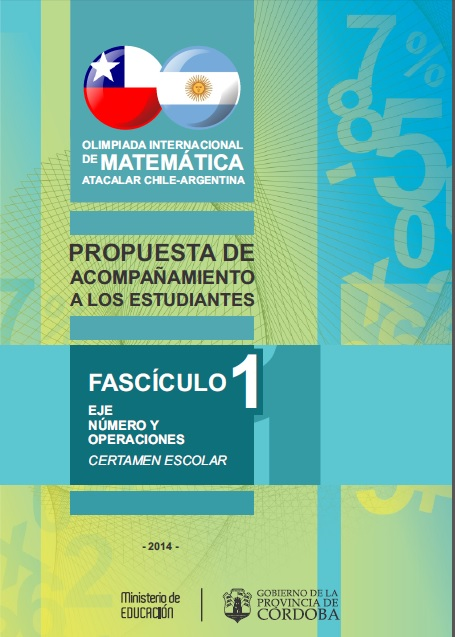 OLIMPIADA INTERNACIONAL
DE MATEMÁTICA
ATACALAR CHILE-ARGENTINA
PROPUESTA DE
ACOMPAÑAMIENTO
A LOS ESTUDIANTES
FASCÍCULO 1
EJE
NÚMERO Y
OPERACIONES
CERTAMEN ESCOLAR
- 2014 -
Ministerio de
EDUCACIÓN
GOBIERNO DE LA
PROVINCIA DE
CÓRDOBA